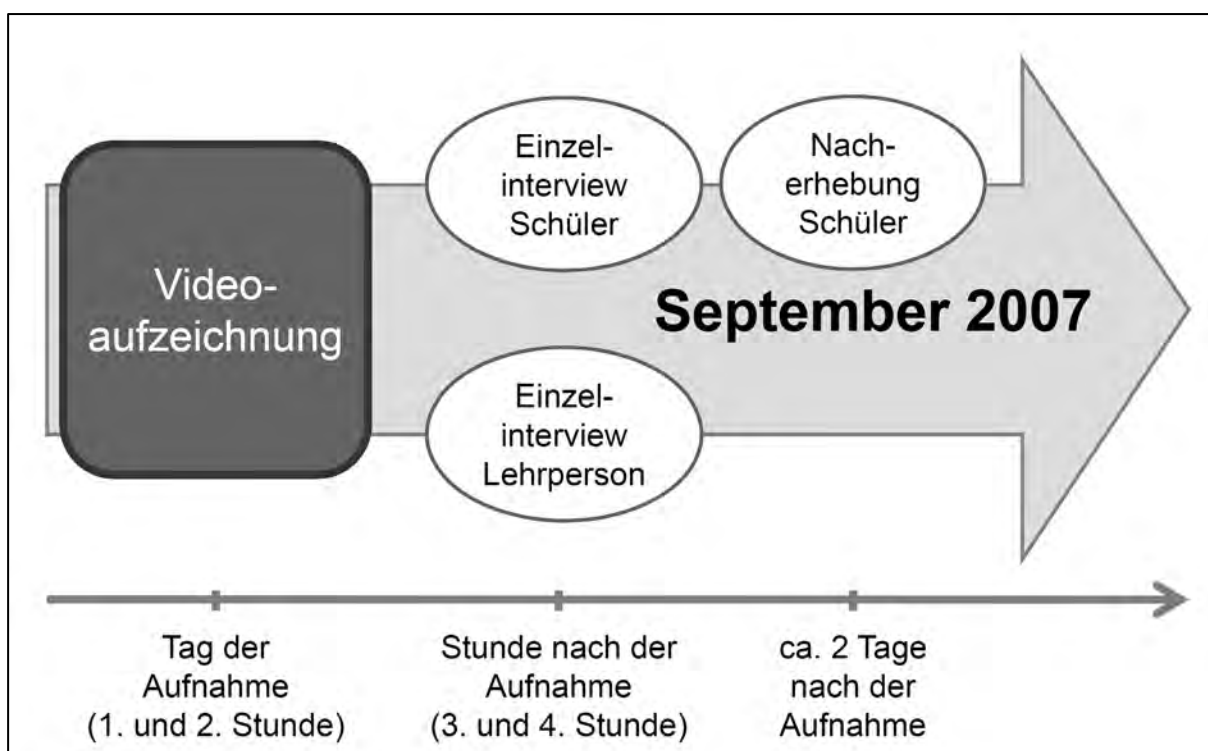 Video-
aufzeichnung
Einzel-
interview
Schüler
Nach-
erhebung
Schüler
September 2007
Einzel-
interview
Lehrperson
Tag der
Aufnahme
(1. und 2. Stunde)
Stunde nach der
Aufnahme
(3. und 4. Stunde)
ca. 2 Tage
nach der
Aufnahme